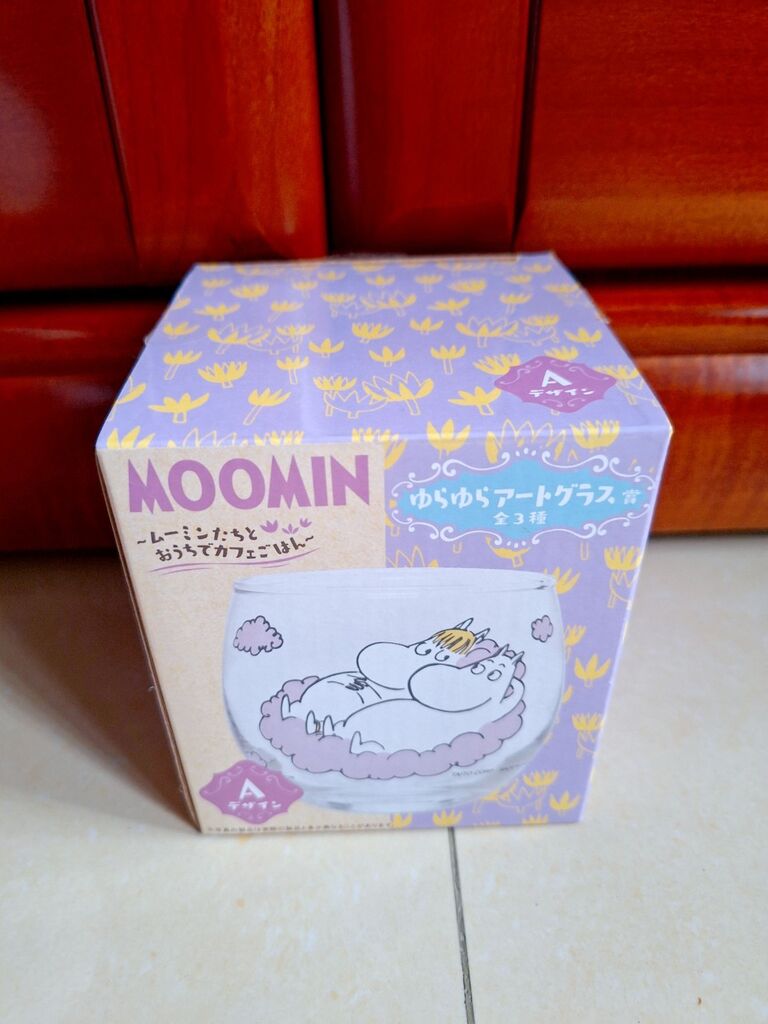 A
デザイン
MOOMIN
~ムーミンたちと
おうちでカフェごはん~
ゆらゆらアートグラス賞
全3種
A
デザイン